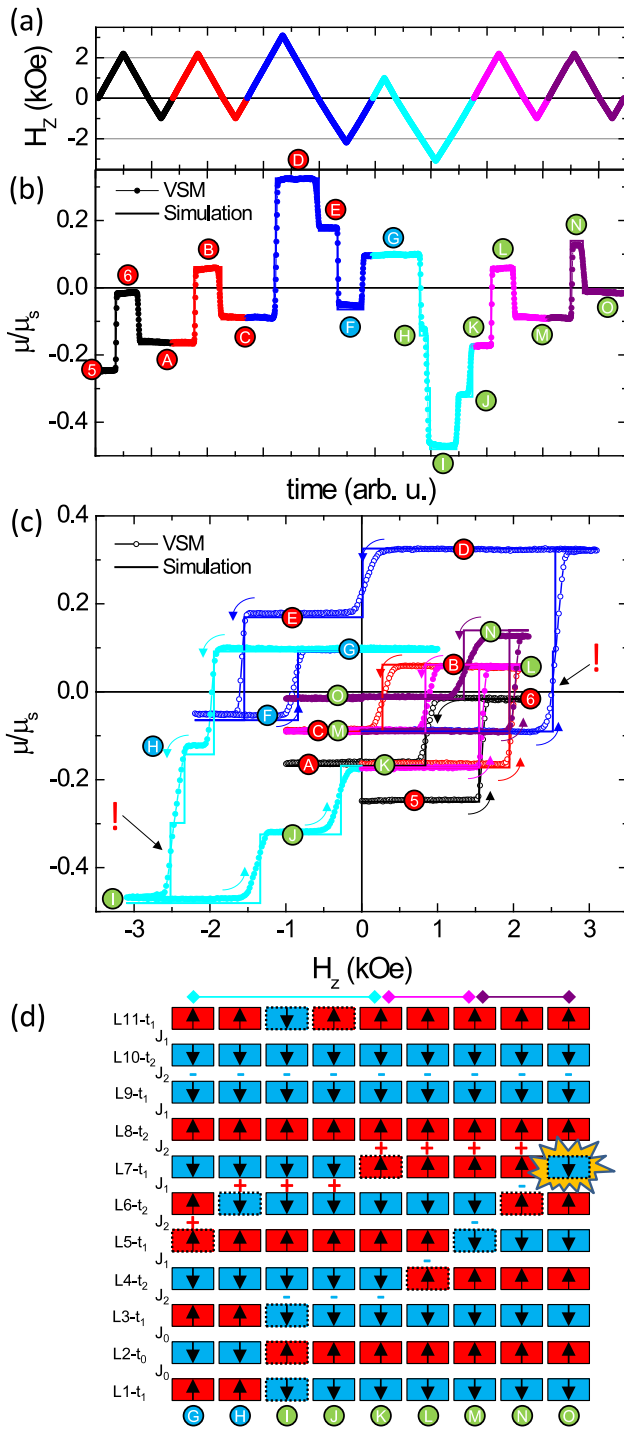 (a)
H_Z (kOe)
2
0
-2
(b)
VSM
Simulation
μ/μ_s
0.2
0.0
-0.2
-0.4
5
6
A
B
C
D
E
F
G
H
I
J
K
L
M
N
O
time (arb. u.)
(c)
VSM
Simulation
μ/μ_s
0.4
0.2
0.0
-0.2
-0.4
D
E
G
N
B
L
O
6
F
C M
H
A
K
!
5
!
J
I
-3 -2 -1 0 1 2 3
H_z (kOe)
(d)
L11-t₁
J₁
L10-t₂
J₂ - - - - - - - - -
L9-t₁
J₁
L8-t₂
J₂ + + + +
L7-t₁
J₁ + + + -
L6-t₂
J₂ + -
L5-t₁
J₁ -
L4-t₂
J₂ - - -
L3-t₁
J₀
L2-t₀
J₀
L1-t₁
G H I J K L M N O